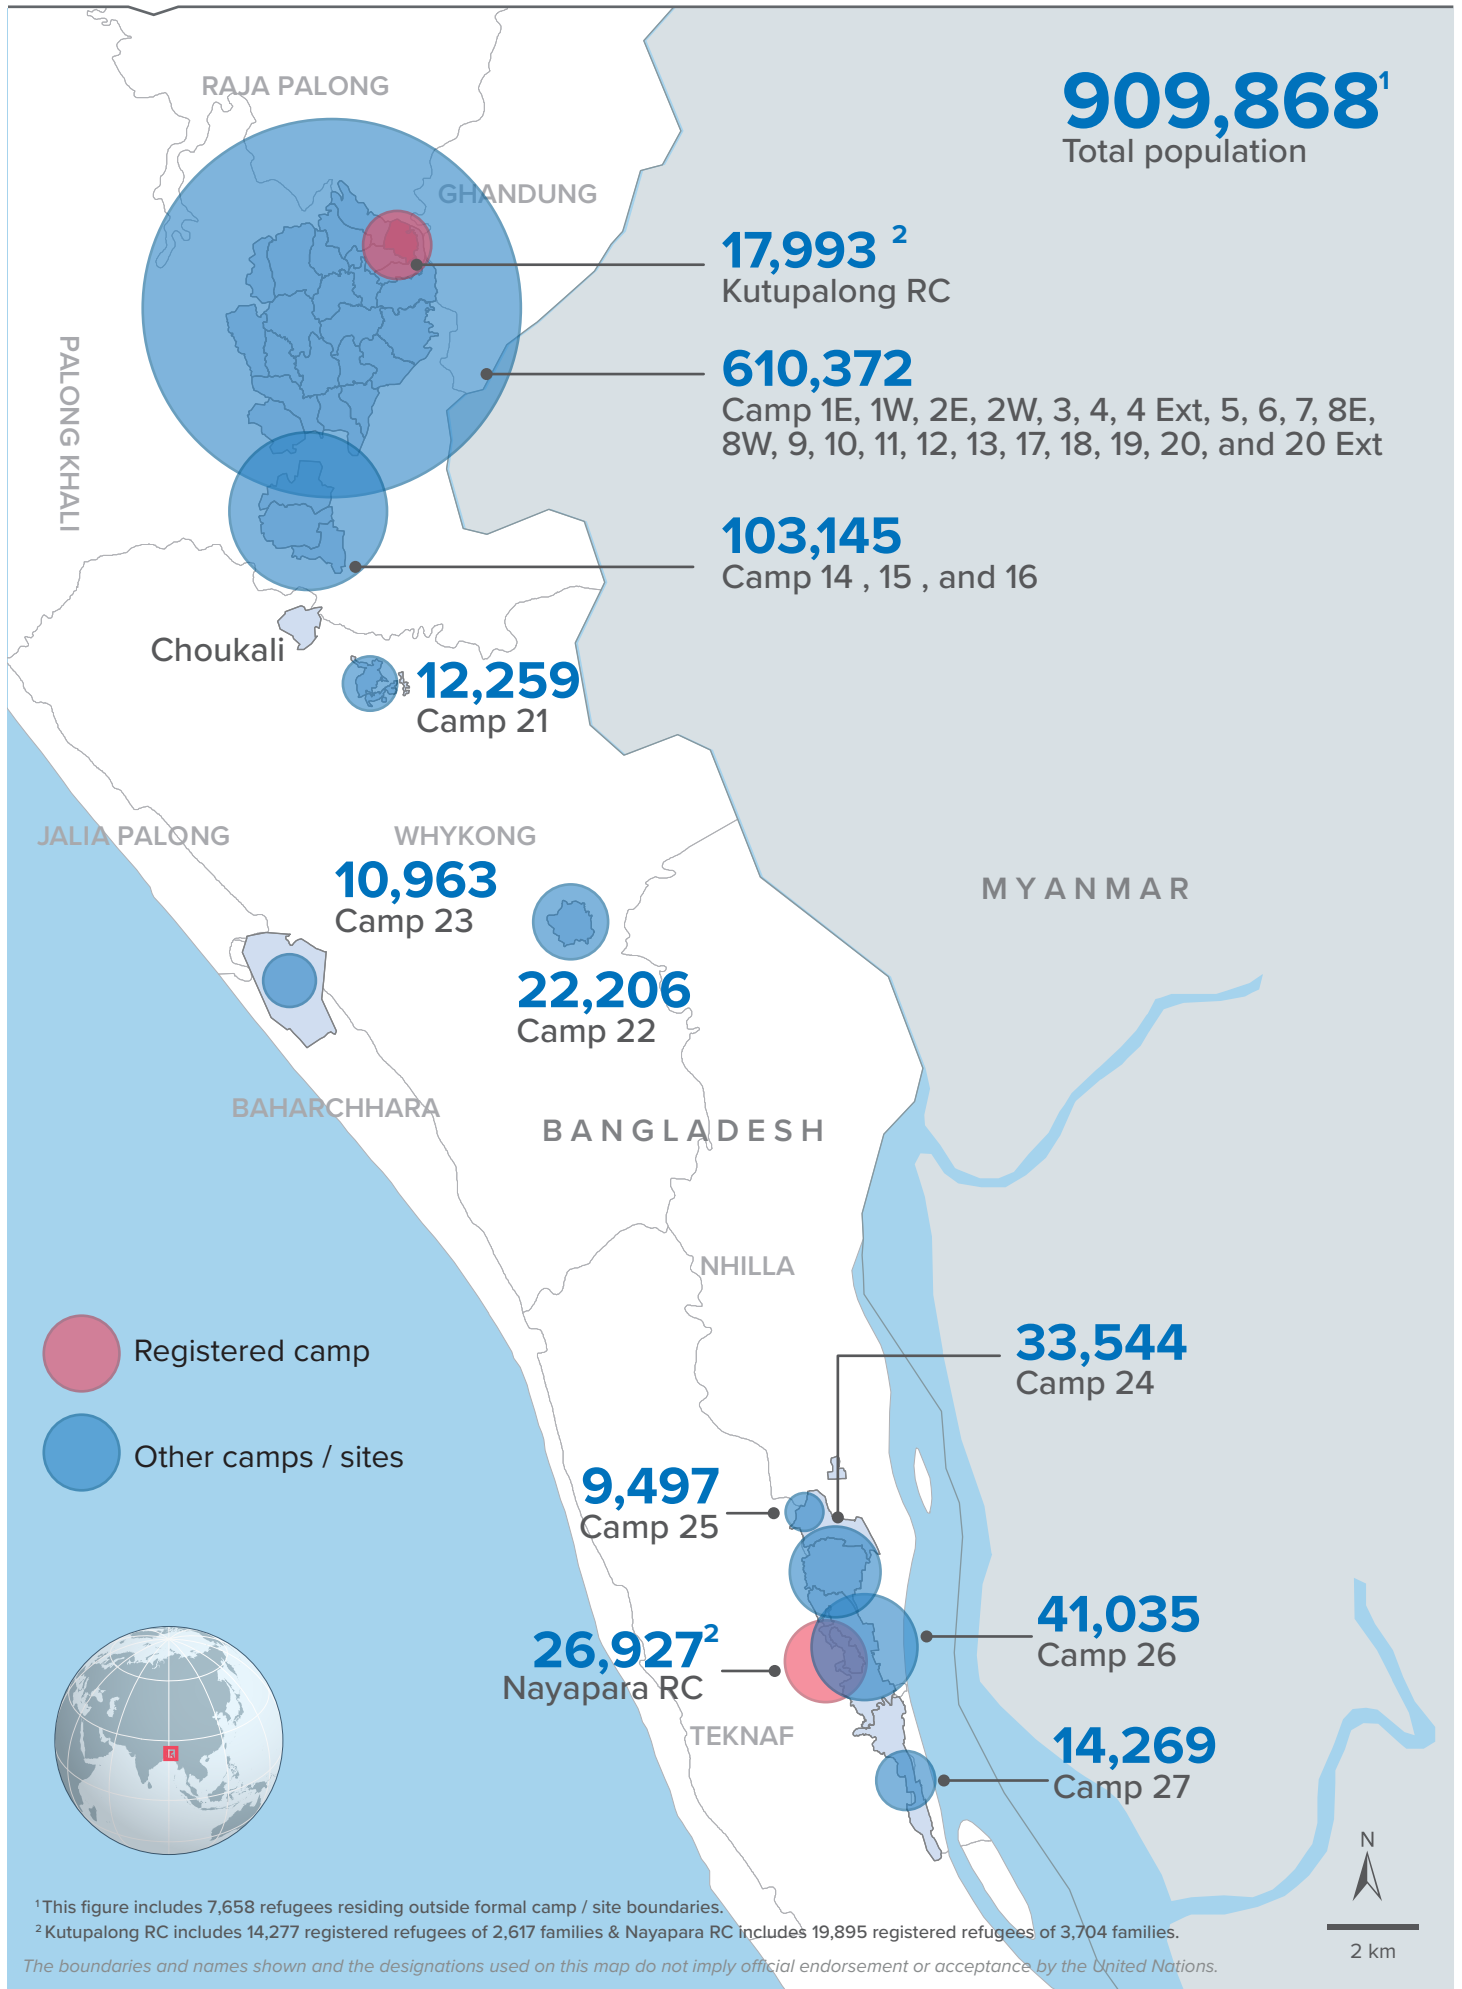 RAJA PALONG
909,868¹
Total population
GHANDUNG
17,993 ²
Kutupalong RC
PALONG KHALI
610,372
Camp 1E, 1W, 2E, 2W, 3, 4, 4 Ext, 5, 6, 7, 8E,
8W, 9, 10, 11, 12, 13, 17, 18, 19, 20, and 20 Ext
103,145
Camp 14 , 15 , and 16
Choukali
12,259
Camp 21
JALIA PALONG
WHYKONG
10,963
Camp 23
MYANMAR
22,206
Camp 22
BAHARCHHARA
BANGLADESH
NHILLA
33,544
Camp 24
Registered camp
Other camps / sites
9,497
Camp 25
41,035
Camp 26
26,927²
Nayapara RC
TEKNAF
14,269
Camp 27
N
2 km
¹ This figure includes 7,658 refugees residing outside formal camp / site boundaries.
² Kutupalong RC includes 14,277 registered refugees of 2,617 families & Nayapara RC includes 19,895 registered refugees of 3,704 families.
The boundaries and names shown and the designations used on this map do not imply official endorsement or acceptance by the United Nations.